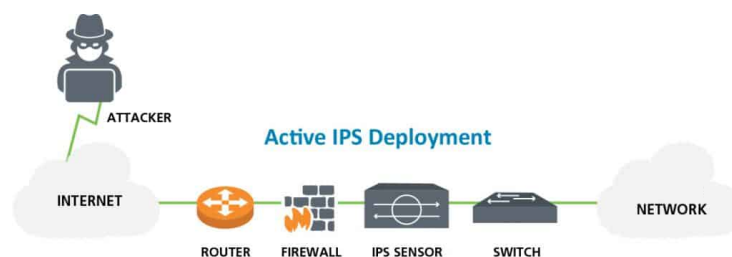 ATTACKER
Active IPS Deployment
INTERNET
NETWORK
ROUTER
FIREWALL
IPS SENSOR
SWITCH